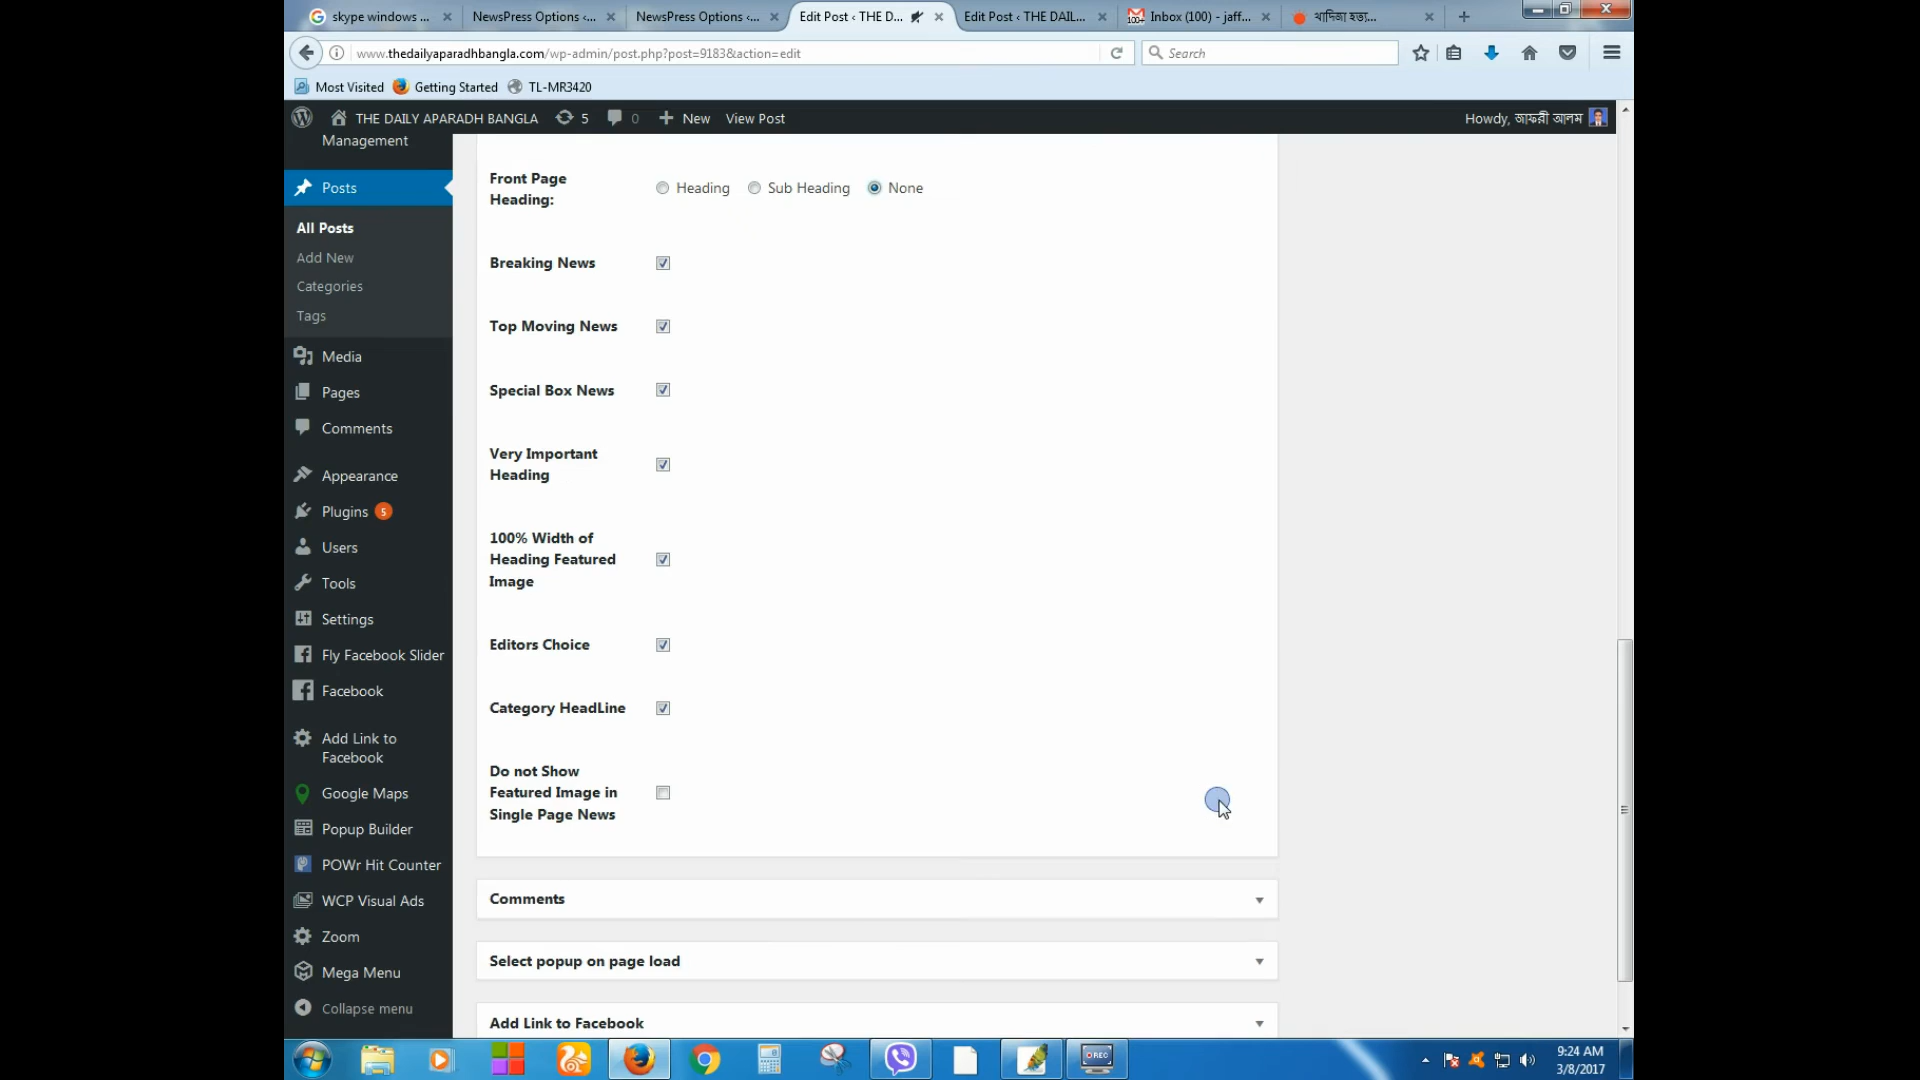 skype windows ...
NewsPress Options ‹...
NewsPress Options ‹...
Edit Post ‹ THE D...
Edit Post ‹ THE DAIL...
Inbox (100) - jaff...
খাদিজা হত্য...
www.thedailyaparadhbangla.com/wp-admin/post.php?post=9183&action=edit
Search
Most Visited
Getting Started
TL-MR3420
THE DAILY APARADH BANGLA
5
0
New
View Post
Howdy, জাফরী আলম
Management
Posts
All Posts
Add New
Categories
Tags
Media
Pages
Comments
Appearance
Plugins 5
Users
Tools
Settings
Fly Facebook Slider
Facebook
Add Link to
Facebook
Google Maps
Popup Builder
POWr Hit Counter
WCP Visual Ads
Zoom
Mega Menu
Collapse menu
Front Page
Heading:
Heading
Sub Heading
None
Breaking News
Top Moving News
Special Box News
Very Important
Heading
100% Width of
Heading Featured
Image
Editors Choice
Category HeadLine
Do not Show
Featured Image in
Single Page News
Comments
Select popup on page load
Add Link to Facebook
REC
9:24 AM
3/8/2017